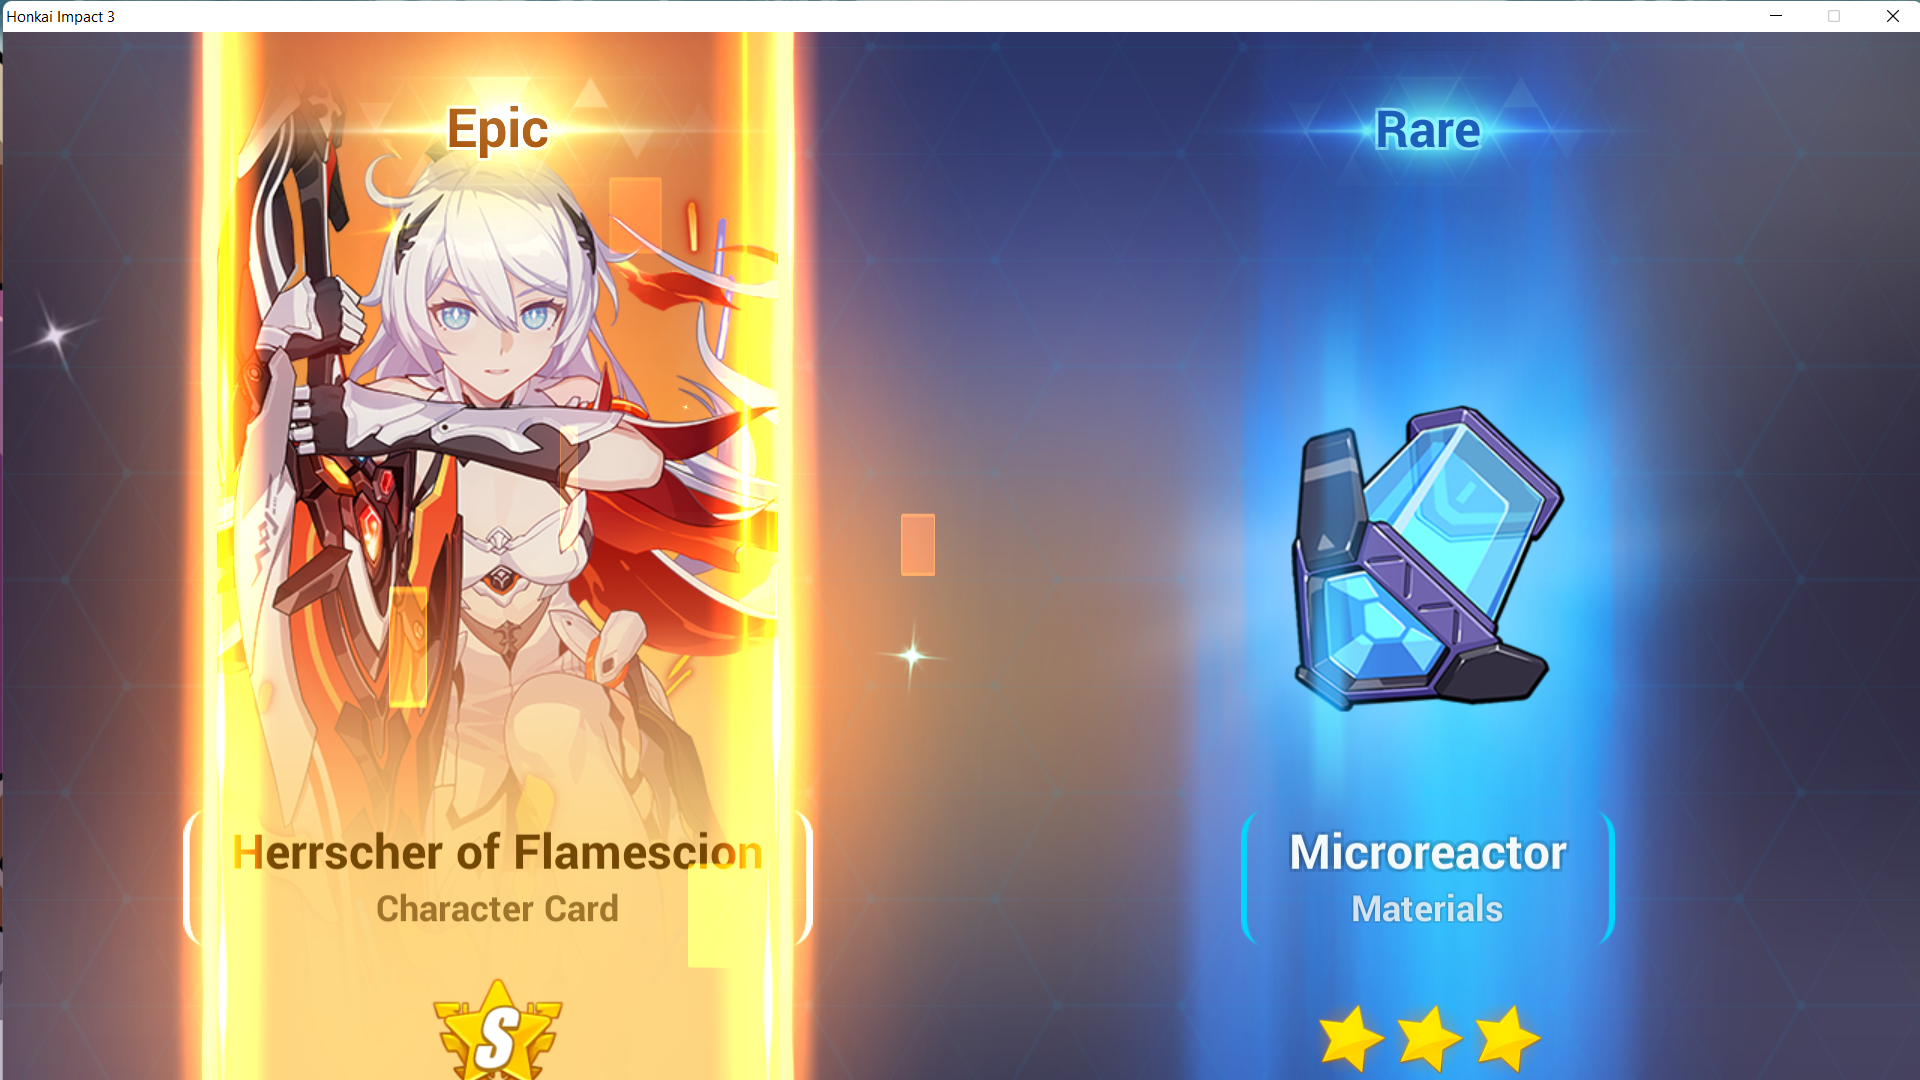 Honkai Impact 3
Epic
Rare
Herrscher of Flamescion
Character Card
Microreactor
Materials
S